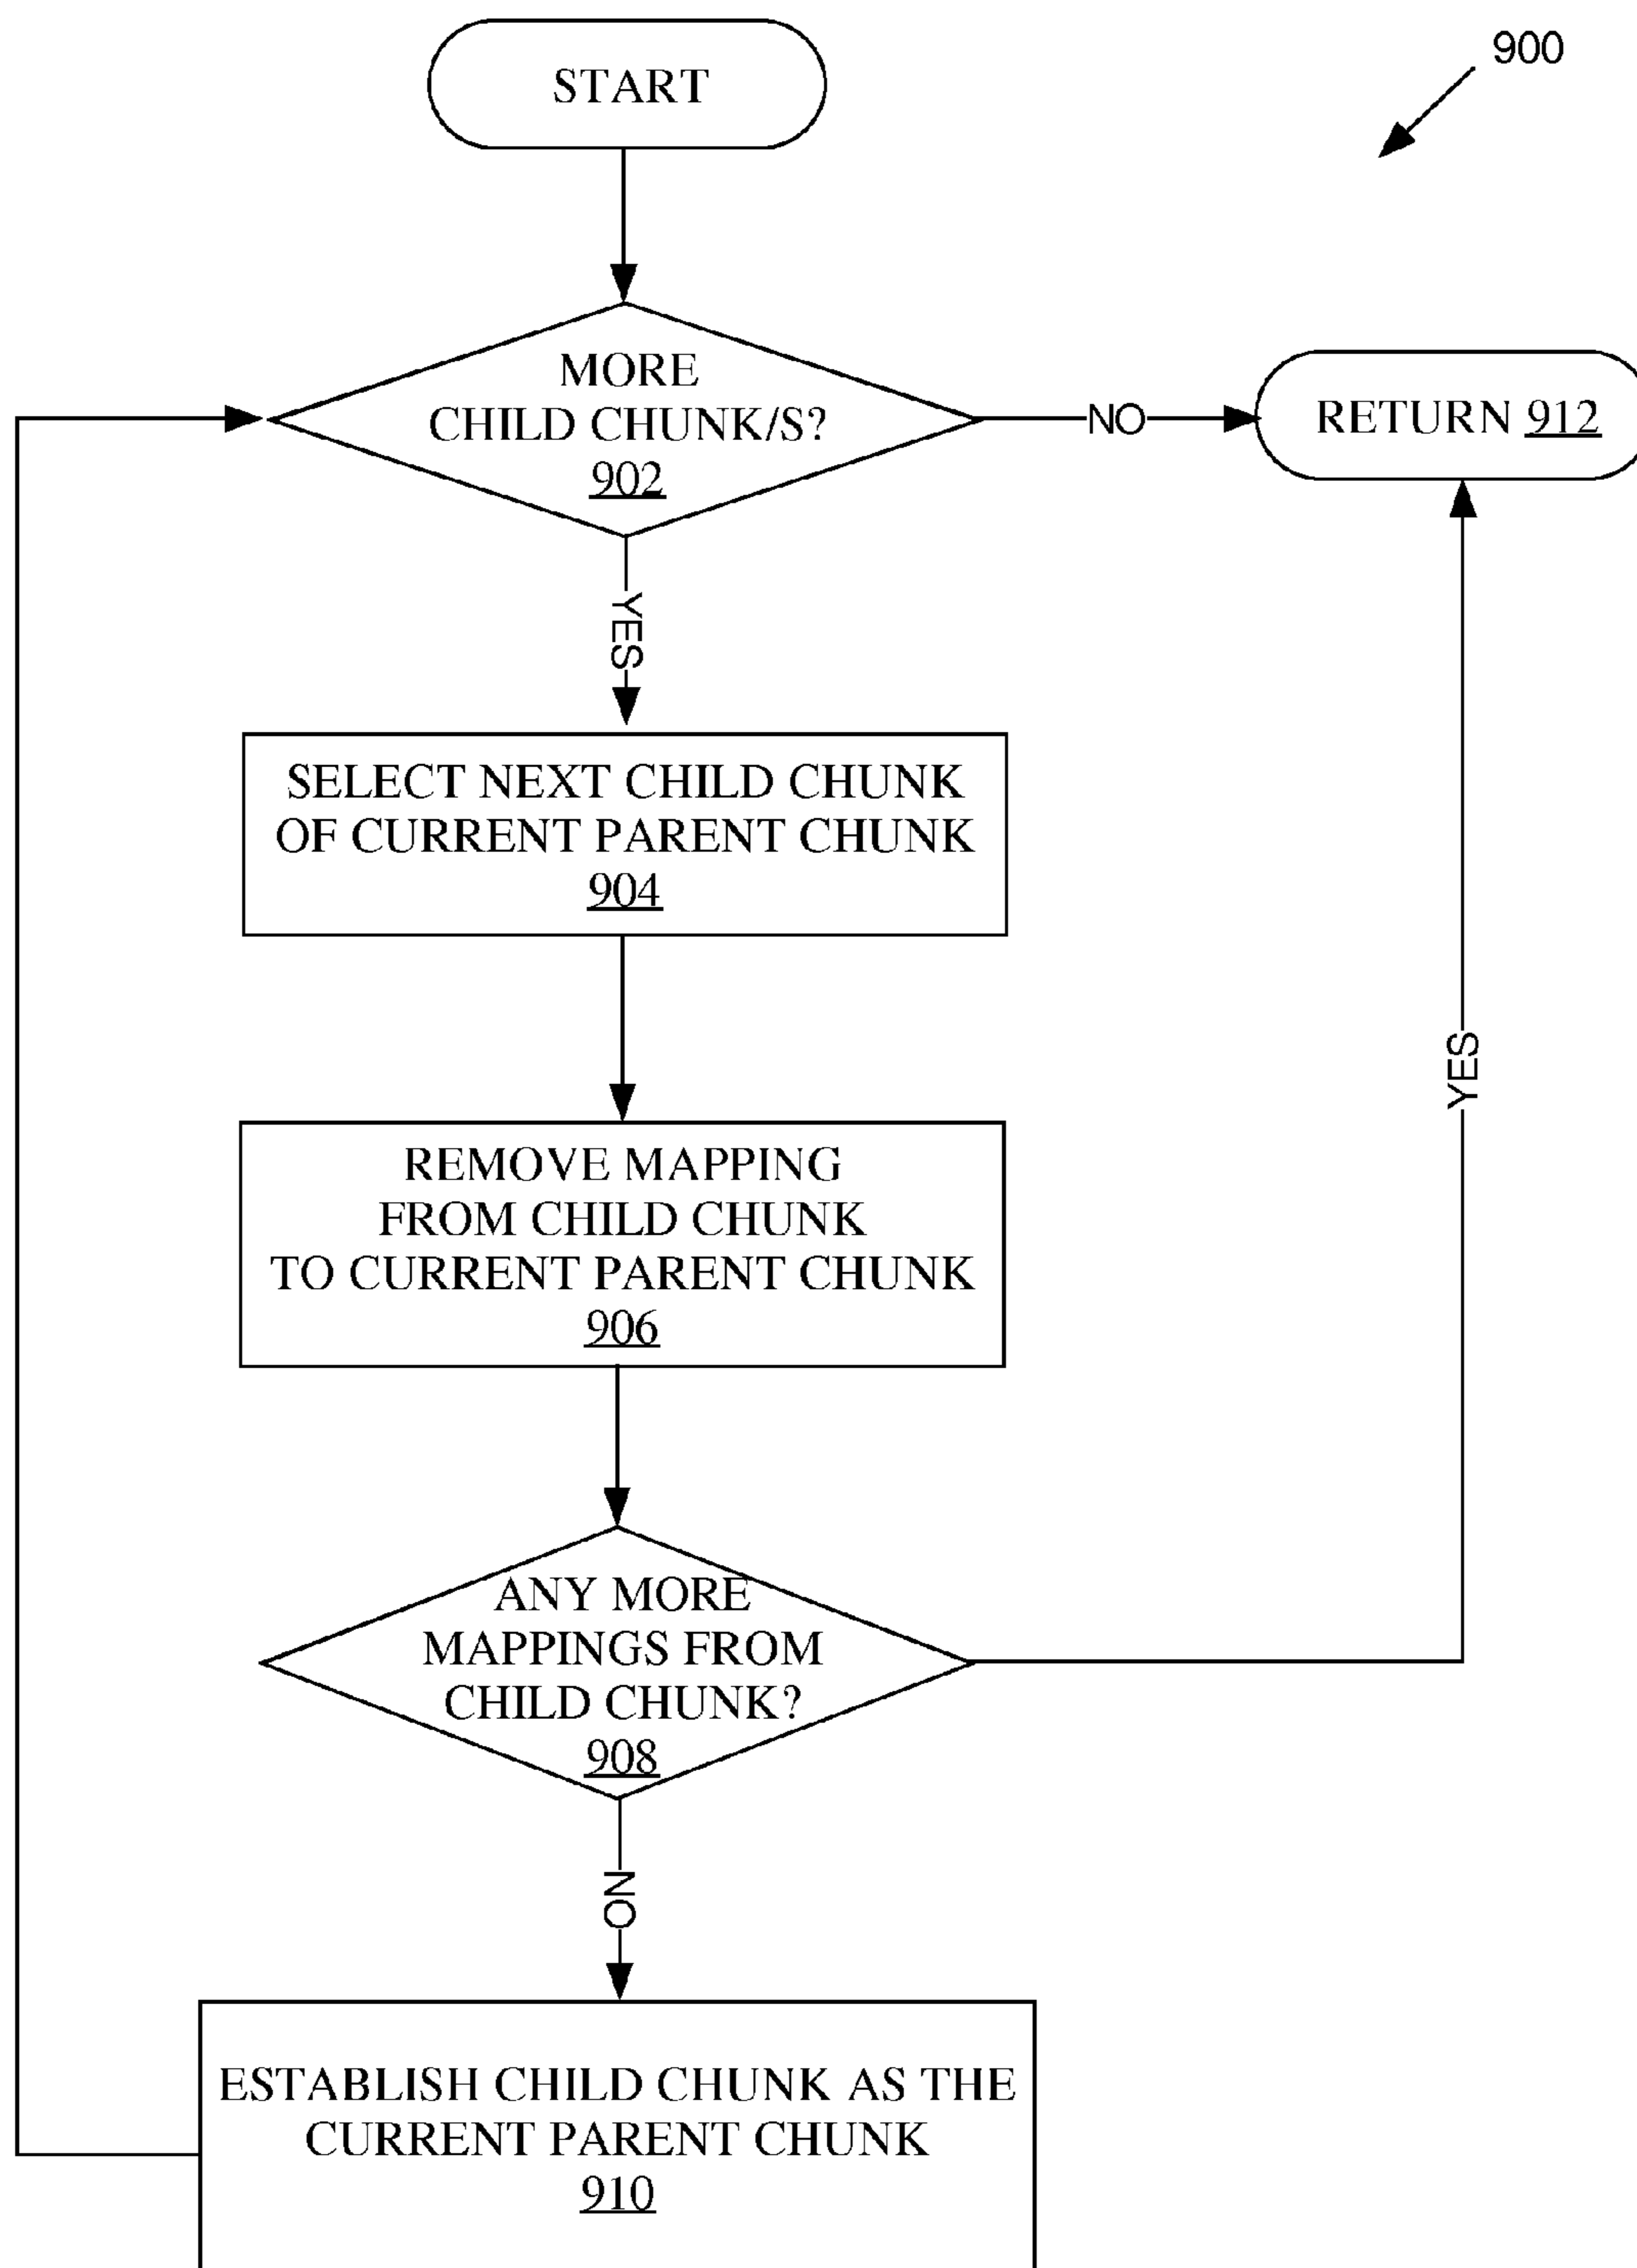 900
START
MORE
CHILD CHUNK/S?
902
NO
RETURN 912
YES
SELECT NEXT CHILD CHUNK
OF CURRENT PARENT CHUNK
904
REMOVE MAPPING
FROM CHILD CHUNK
TO CURRENT PARENT CHUNK
906
YES
ANY MORE
MAPPINGS FROM
CHILD CHUNK?
908
NO
ESTABLISH CHILD CHUNK AS THE
CURRENT PARENT CHUNK
910